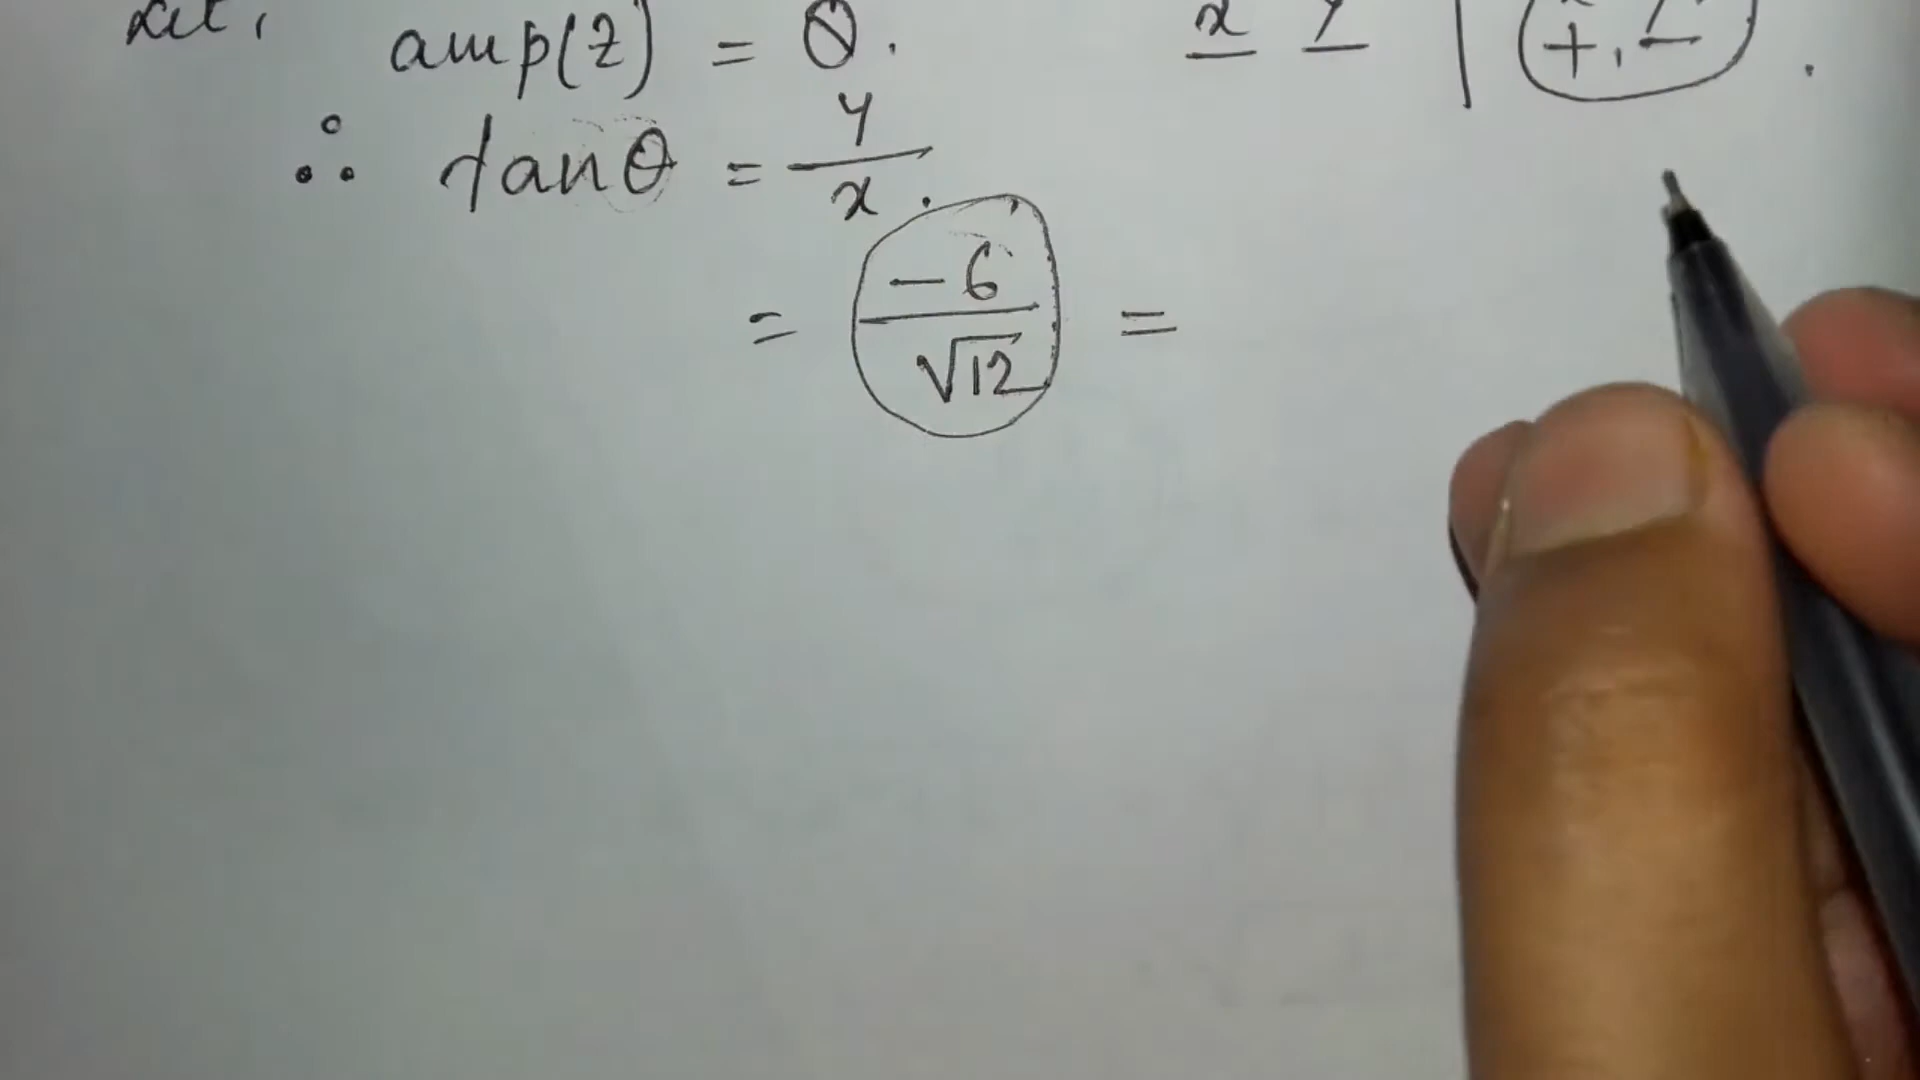 Let, amp(z) = θ. x y +, -
∴ tanθ = y/x.
= -6/√12 =